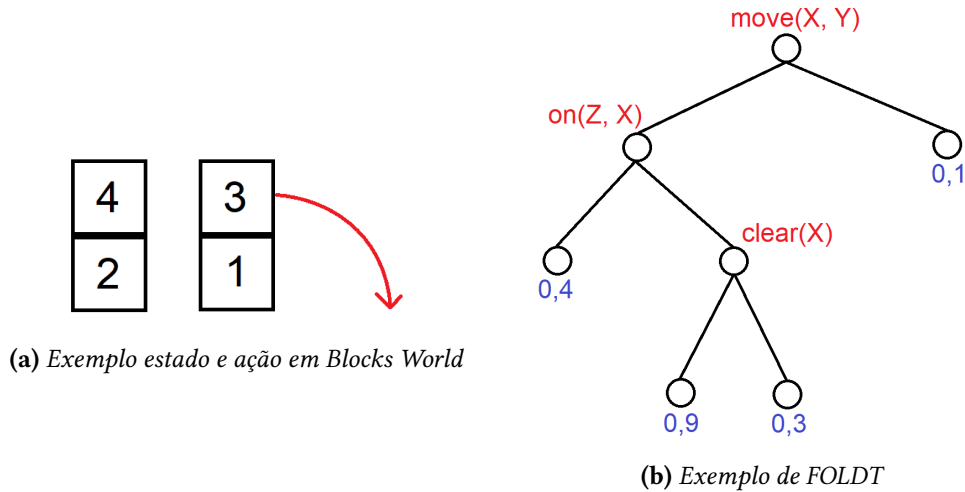 4 3
2 1
(a) Exemplo estado e ação em Blocks World
move(X, Y)
on(Z, X)
0,1
clear(X)
0,4
0,9 0,3
(b) Exemplo de FOLDT